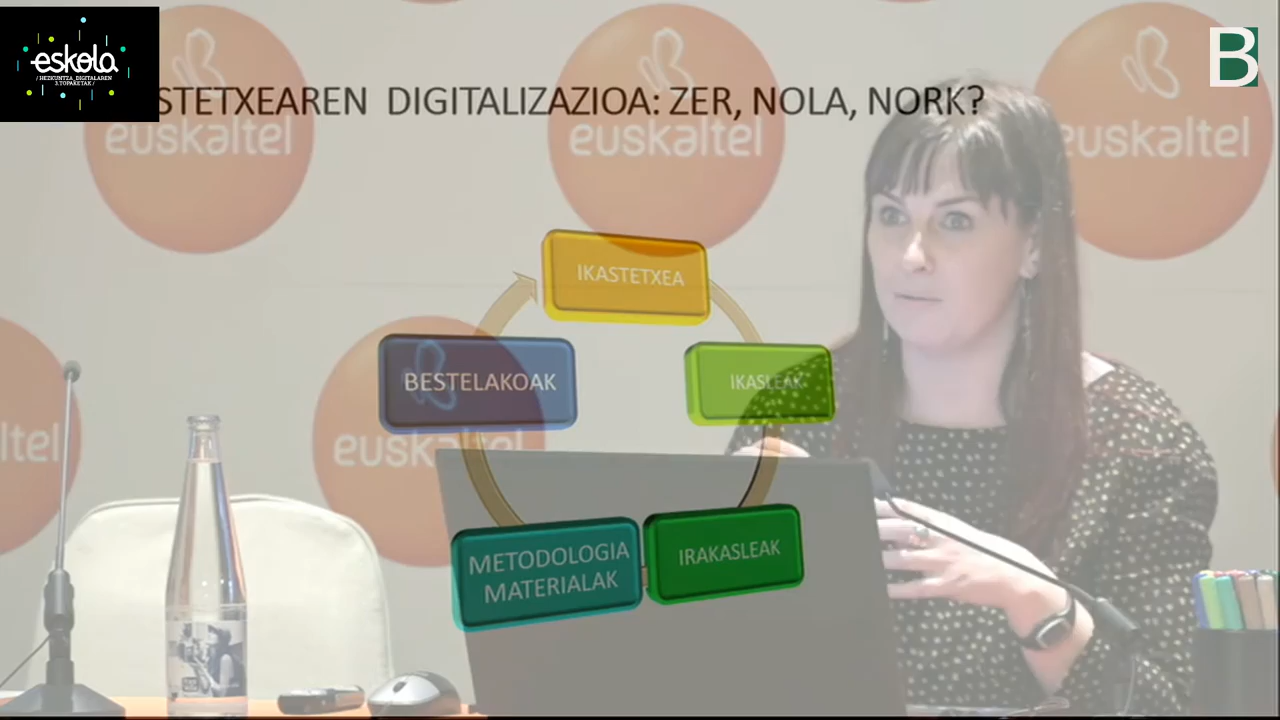 eskola
/ HEZKUNTZA_DIGITALAREN
3.TOPAKETAK /
B
STETXEAREN DIGITALIZAZIOA: ZER, NOLA, NORK?
euskaltel
euskaltel
euskaltel
IKASTETXEA
BESTELAKOAK
IKASLEAK
ltel
euskaltel
METODOLOGIA
MATERIALAK
IRAKASLEAK